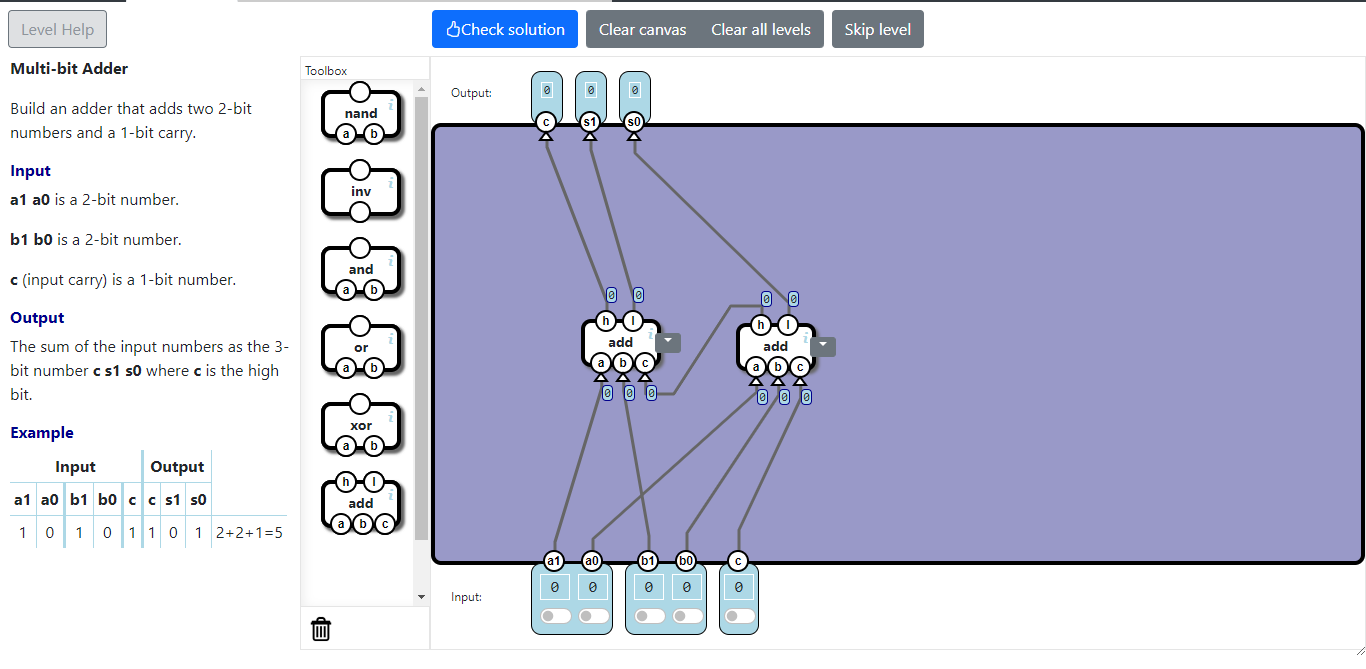 Level Help
Check solution
Clear canvas
Clear all levels
Skip level
Multi-bit Adder
Build an adder that adds two 2-bit
numbers and a 1-bit carry.
Input
a1 a0 is a 2-bit number.
b1 b0 is a 2-bit number.
c (input carry) is a 1-bit number.
Output
The sum of the input numbers as the 3-
bit number c s1 s0 where c is the high
bit.
Example
Input Output
a1 a0 b1 b0 c c s1 s0
1 0 1 0 1 1 0 1 2+2+1=5
Toolbox
i
nand
a b
i
inv
i
and
a b
i
or
a b
i
xor
a b
h l
i
add
a b c
Output:
0 0 0
c s1 s0
0 0
h l
i
add
a b c
0 0 0
0 0
h l
i
add
a b c
0 0 0
a1 a0 b1 b0 c
Input:
0 0 0 0 0